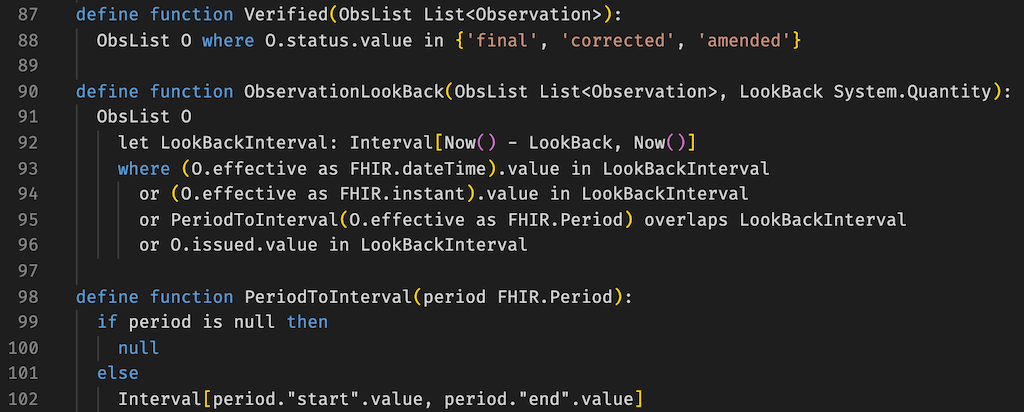 87 define function Verified(ObsList List<Observation>):
88 ObsList O where O.status.value in {'final', 'corrected', 'amended'}
89
90 define function ObservationLookBack(ObsList List<Observation>, LookBack System.Quantity):
91 ObsList O
92 let LookBackInterval: Interval[Now() - LookBack, Now()]
93 where (O.effective as FHIR.dateTime).value in LookBackInterval
94 or (O.effective as FHIR.instant).value in LookBackInterval
95 or PeriodToInterval(O.effective as FHIR.Period) overlaps LookBackInterval
96 or O.issued.value in LookBackInterval
97
98 define function PeriodToInterval(period FHIR.Period):
99 if period is null then
100 null
101 else
102 Interval[period."start".value, period."end".value]